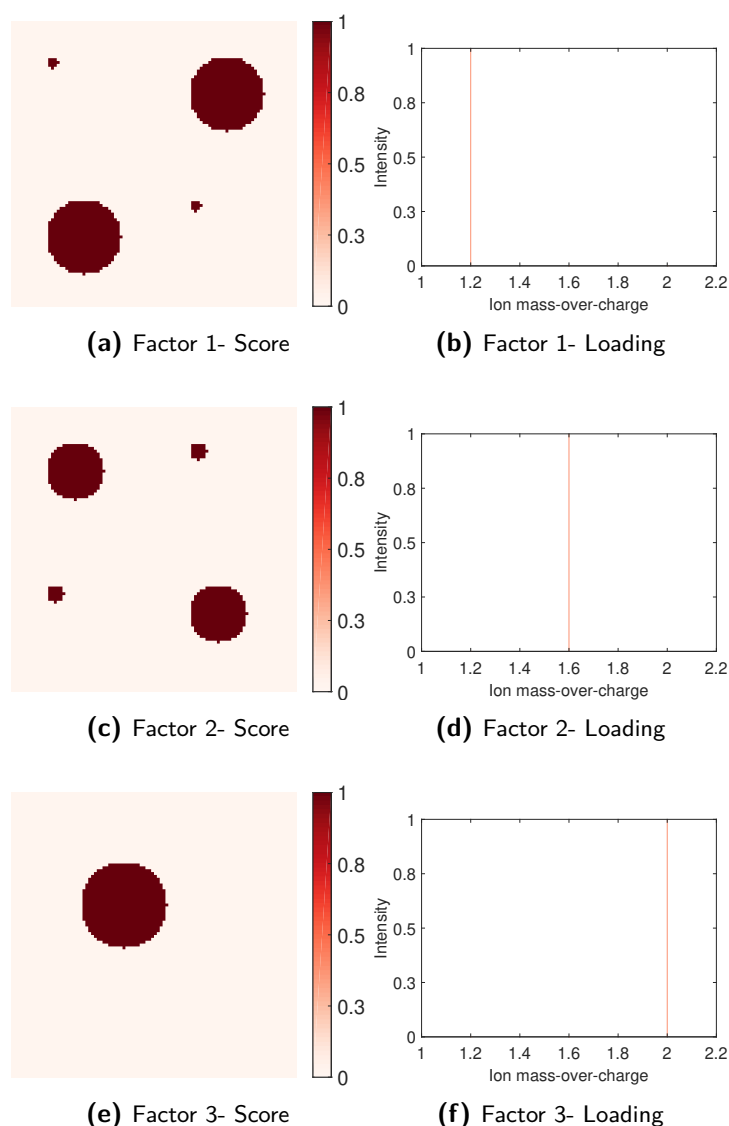 1
0.8
0.5
0.3
0
1
0.8
0.5
0.3
0
Intensity
1 1.2 1.4 1.6 1.8 2 2.2
Ion mass-over-charge
(a) Factor 1- Score
(b) Factor 1- Loading
1
0.8
0.5
0.3
0
1
0.8
0.5
0.3
0
Intensity
1 1.2 1.4 1.6 1.8 2 2.2
Ion mass-over-charge
(c) Factor 2- Score
(d) Factor 2- Loading
1
0.8
0.5
0.3
0
1
0.8
0.5
0.3
0
Intensity
1 1.2 1.4 1.6 1.8 2 2.2
Ion mass-over-charge
(e) Factor 3- Score
(f) Factor 3- Loading